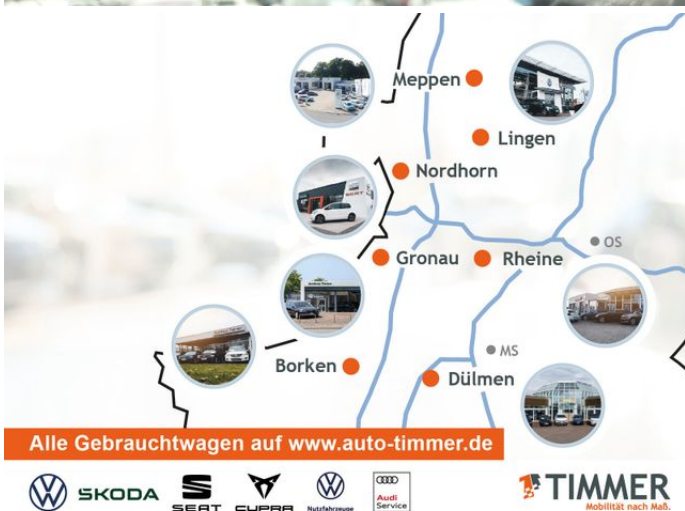 Meppen
Lingen
Nordhorn
OS
Gronau
Rheine
MS
Borken
Dülmen
Alle Gebrauchtwagen auf www.auto-timmer.de
ŠKODA
SEAT
CUPRA
Nutzfahrzeuge
Audi
Service
TIMMER
Mobilität nach Maß.